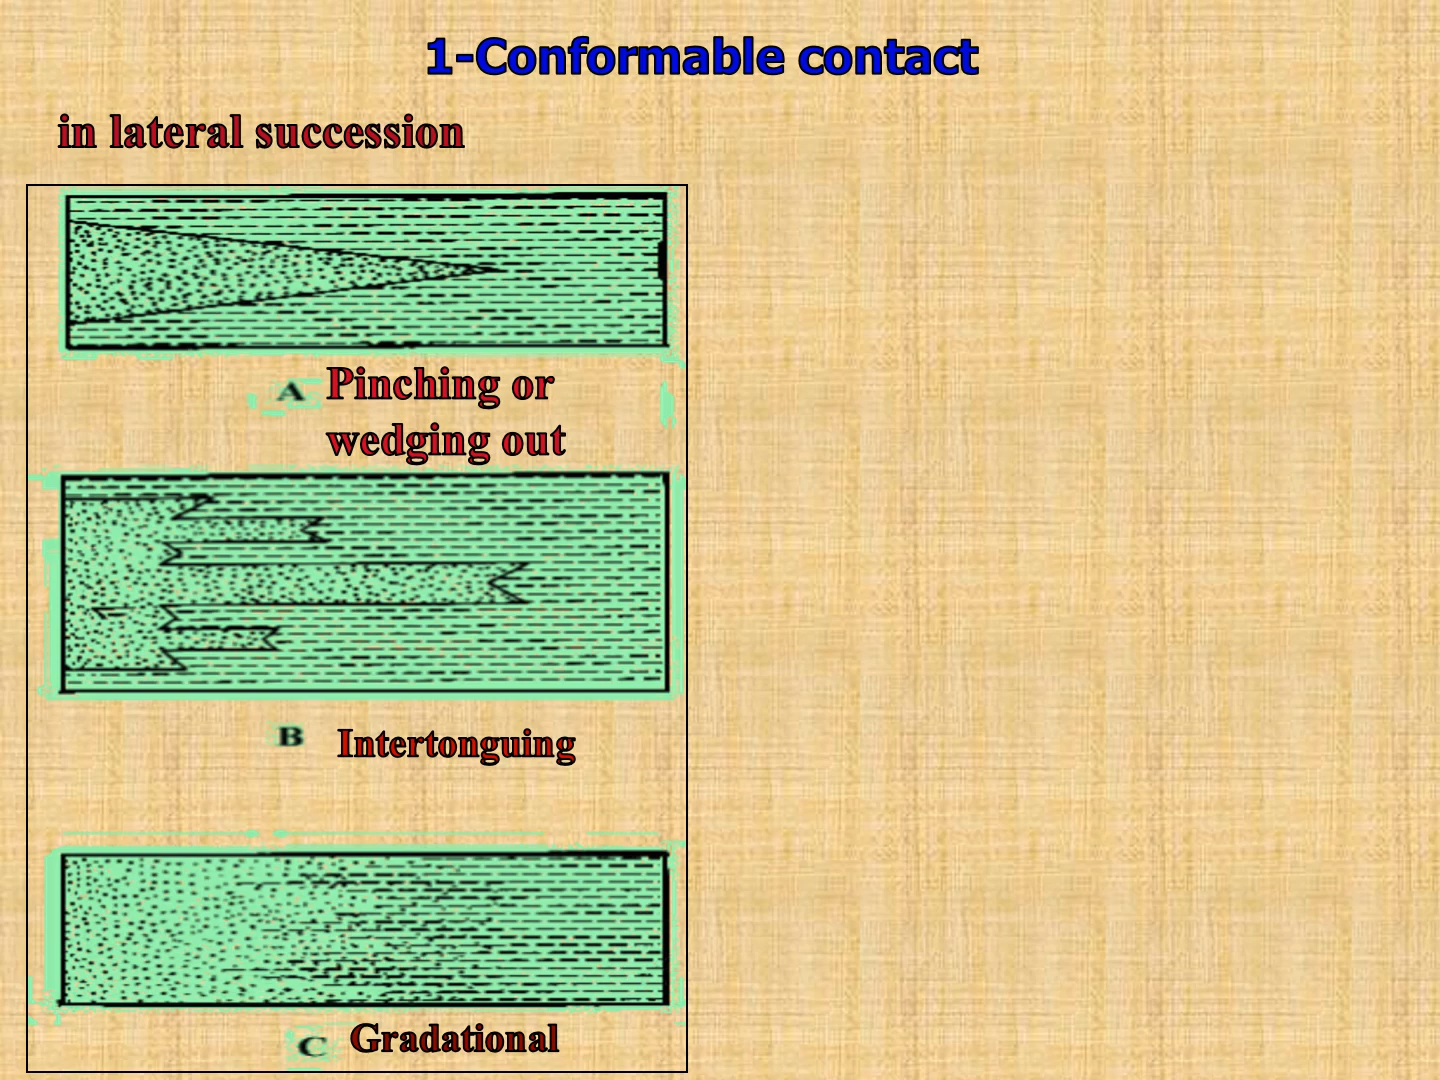 1-Conformable contact
in lateral succession
A Pinching or
wedging out
B Intertonguing
C Gradational